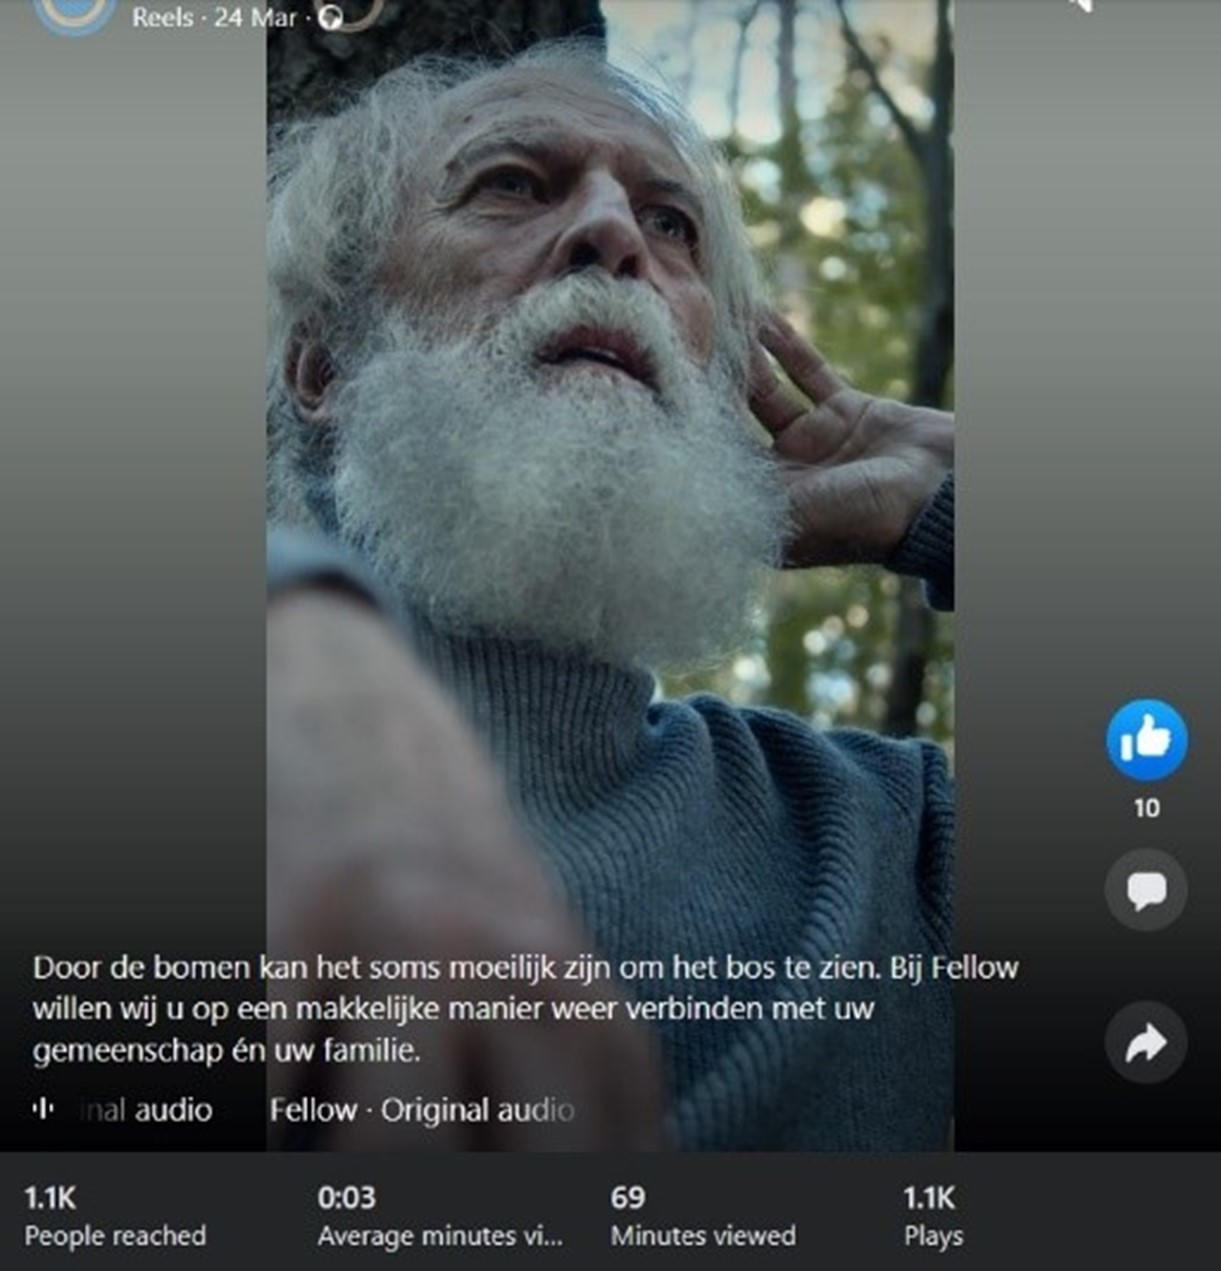 Reels · 24 Mar ·
Door de bomen kan het soms moeilijk zijn om het bos te zien. Bij Fellow
willen wij u op een makkelijke manier weer verbinden met uw
gemeenschap én uw familie.
nal audio Fellow · Original audio
10
1.1K 0:03 69 1.1K
People reached Average minutes vi... Minutes viewed Plays